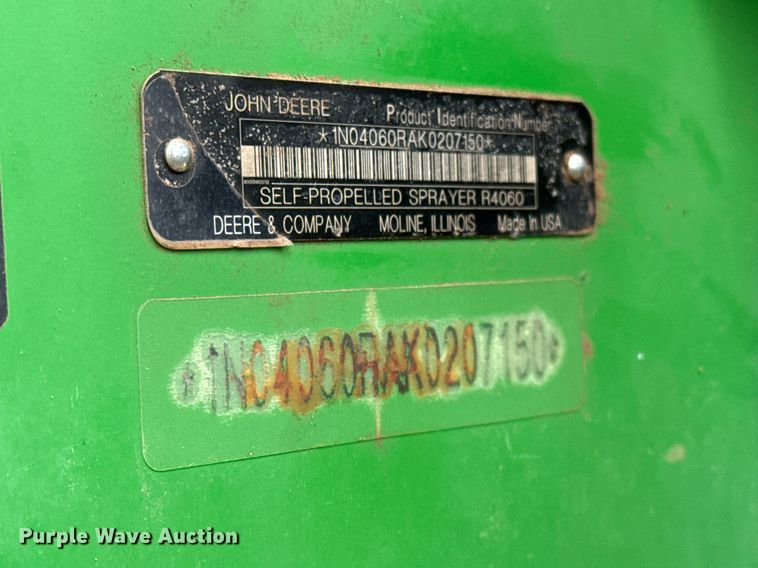 JOHN DEERE Product Identification Number
*1N04060RAK0207150*
SELF-PROPELLED SPRAYER R4060
DEERE & COMPANY MOLINE, ILLINOIS Made in USA
*1N04060RAK0207150*
Purple Wave Auction